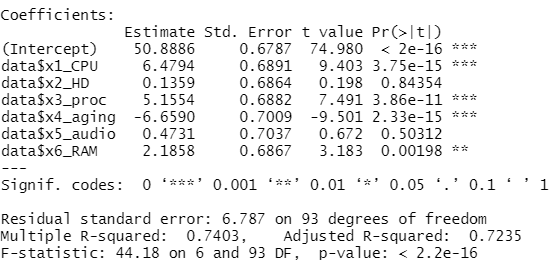 Coefficients:
Estimate Std. Error t value Pr(>|t|)
(Intercept) 50.8886 0.6787 74.980 < 2e-16 ***
data$x1_CPU 6.4794 0.6891 9.403 3.75e-15 ***
data$x2_HD 0.1359 0.6864 0.198 0.84354
data$x3_proc 5.1554 0.6882 7.491 3.86e-11 ***
data$x4_aging -6.6590 0.7009 -9.501 2.33e-15 ***
data$x5_audio 0.4731 0.7037 0.672 0.50312
data$x6_RAM 2.1858 0.6867 3.183 0.00198 **
---
Signif. codes: 0 ‘***’ 0.001 ‘**’ 0.01 ‘*’ 0.05 ‘.’ 0.1 ‘ ’ 1
Residual standard error: 6.787 on 93 degrees of freedom
Multiple R-squared: 0.7403, Adjusted R-squared: 0.7235
F-statistic: 44.18 on 6 and 93 DF, p-value: < 2.2e-16